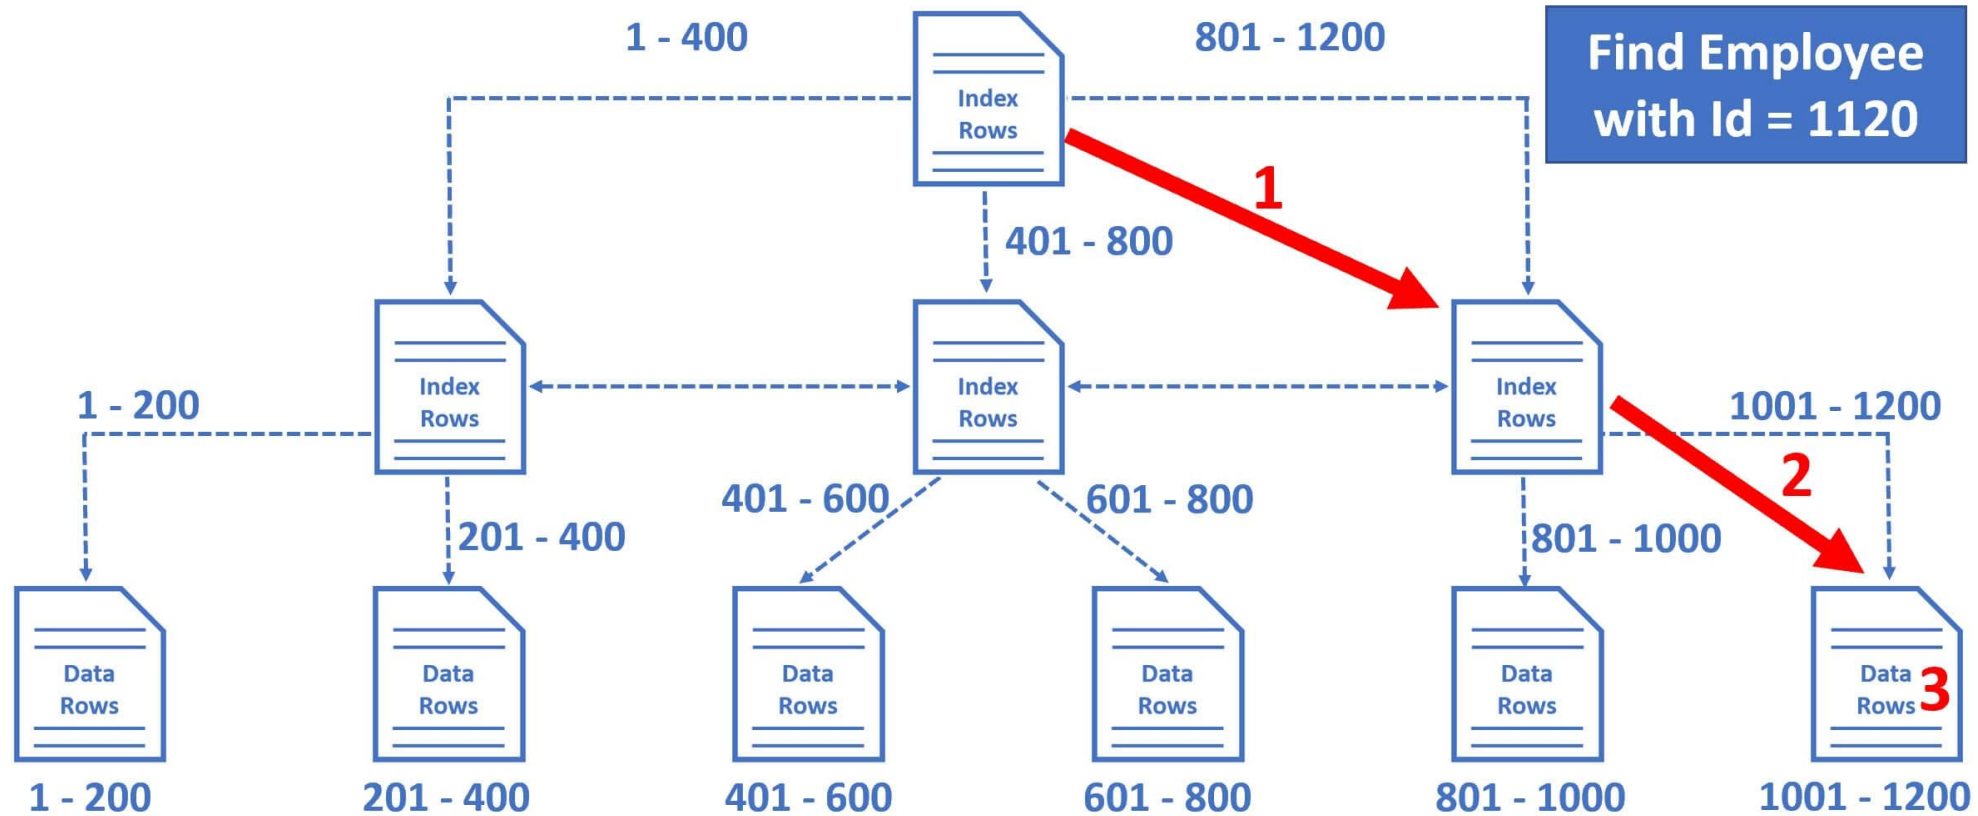 1 - 400
801 - 1200
Find Employee
with Id = 1120
Index
Rows
1
401 - 800
Index
Rows
Index
Rows
Index
Rows
1 - 200
1001 - 1200
2
401 - 600
601 - 800
201 - 400
801 - 1000
Data
Rows
Data
Rows
Data
Rows
Data
Rows
Data
Rows
Data
Rows
3
1 - 200
201 - 400
401 - 600
601 - 800
801 - 1000
1001 - 1200